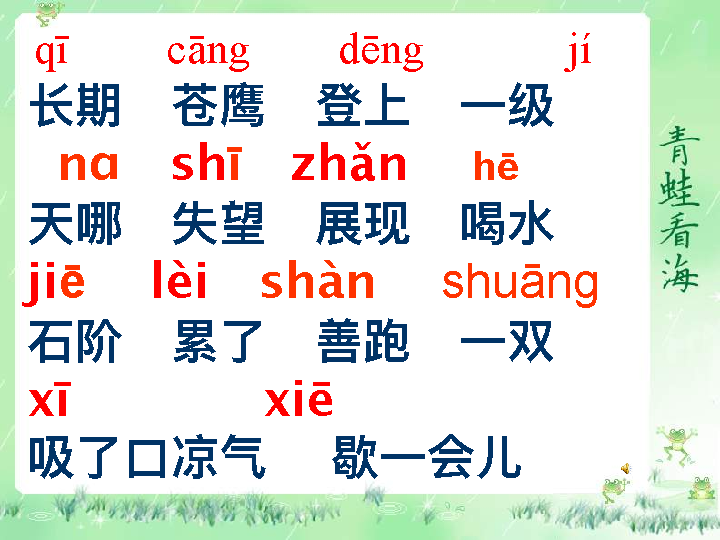 qī cāng dēng jí
长期 苍鹰 登上 一级
nɑ shī zhǎn hē
天哪 失望 展现 喝水
jiē lèi shàn shuāng
石阶 累了 善跑 一双
xī xiē
吸了口凉气 歇一会儿
青蛙看海